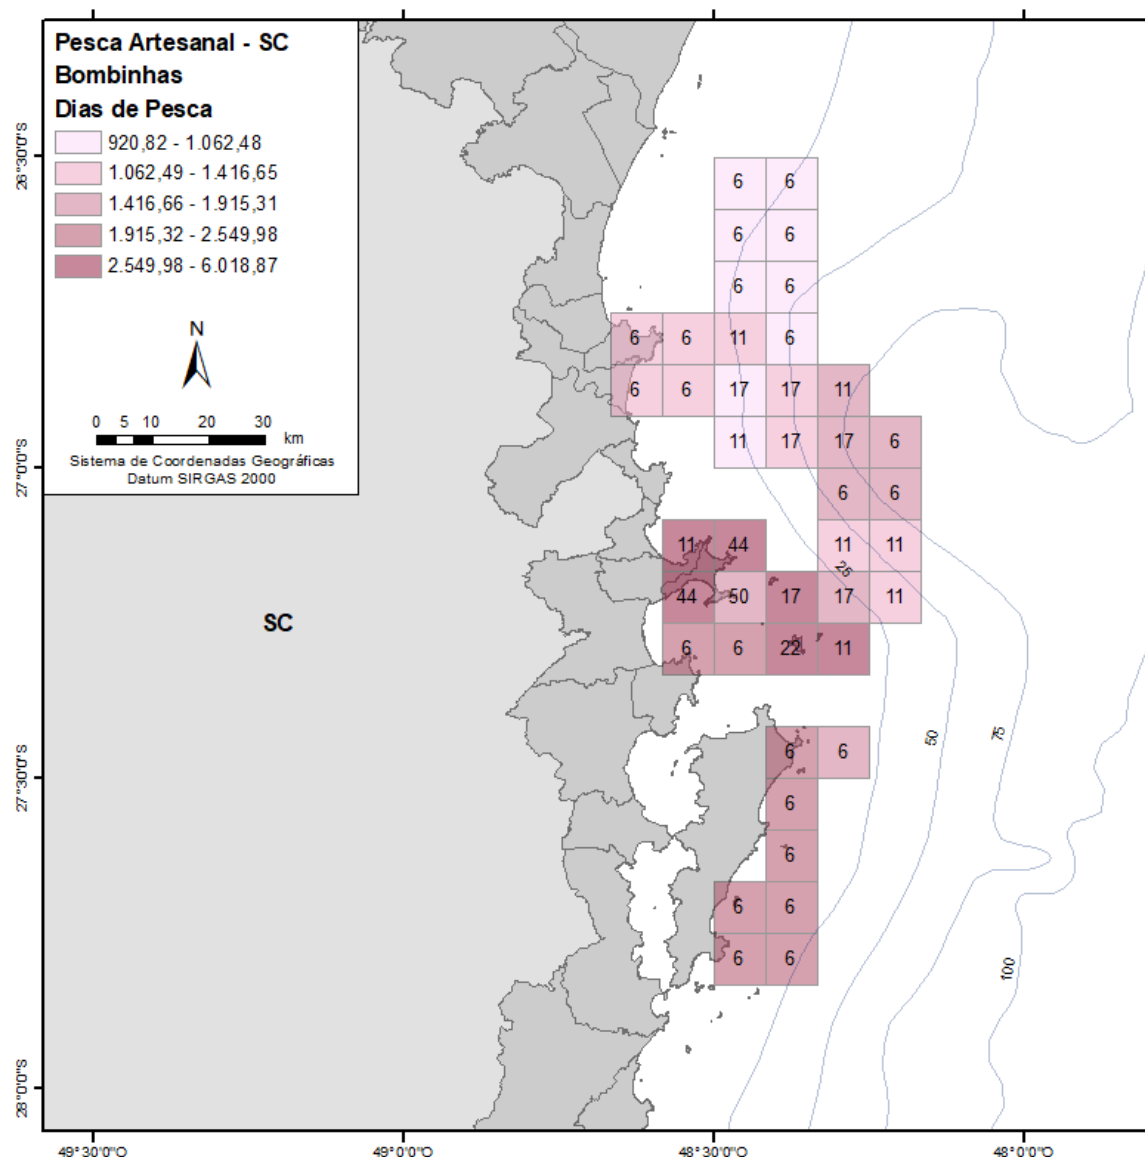 Pesca Artesanal - SC
Bombinhas
Dias de Pesca
920,82 - 1.062,48
1.062,49 - 1.416,65
1.416,66 - 1.915,31
1.915,32 - 2.549,98
2.549,98 - 6.018,87
N
0 5 10 20 30
km
Sistema de Coordenadas Geográficas
Datum SIRGAS 2000
26°30'0"S
27°0'0"S
27°30'0"S
28°0'0"S
6 6
6 6
6 6
6 6 11 6
6 6 17 17 11
11 17 17 6
6 6
11 44 11 11
25
44 50 17 17 11
SC
6 6 22 11
50
75
6 6
6
6
6 6
6 6
100
49°30'0"O
49°0'0"O
48°30'0"O
48°0'0"O